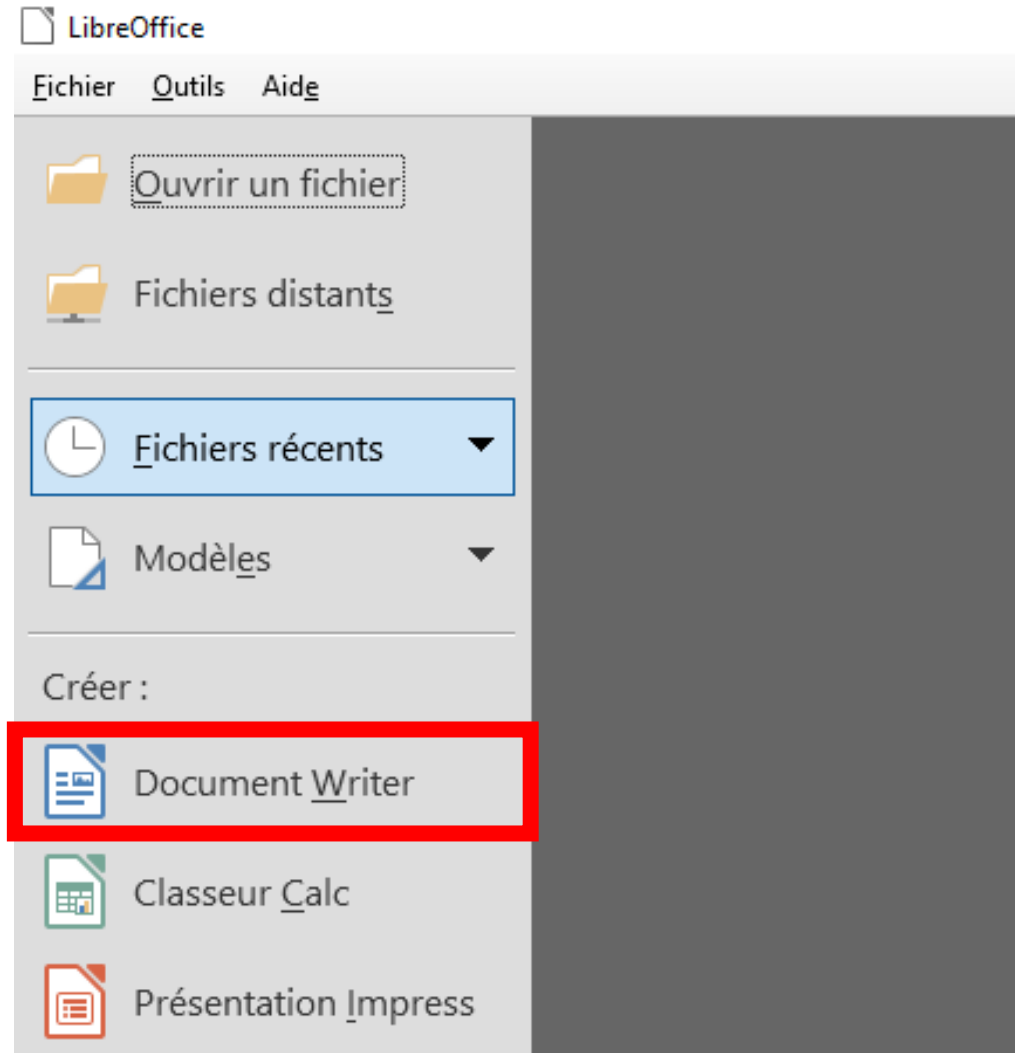 LibreOffice
Fichier Outils Aide
Ouvrir un fichier
Fichiers distants
Fichiers récents
Modèles
Créer :
Document Writer
Classeur Calc
Présentation Impress